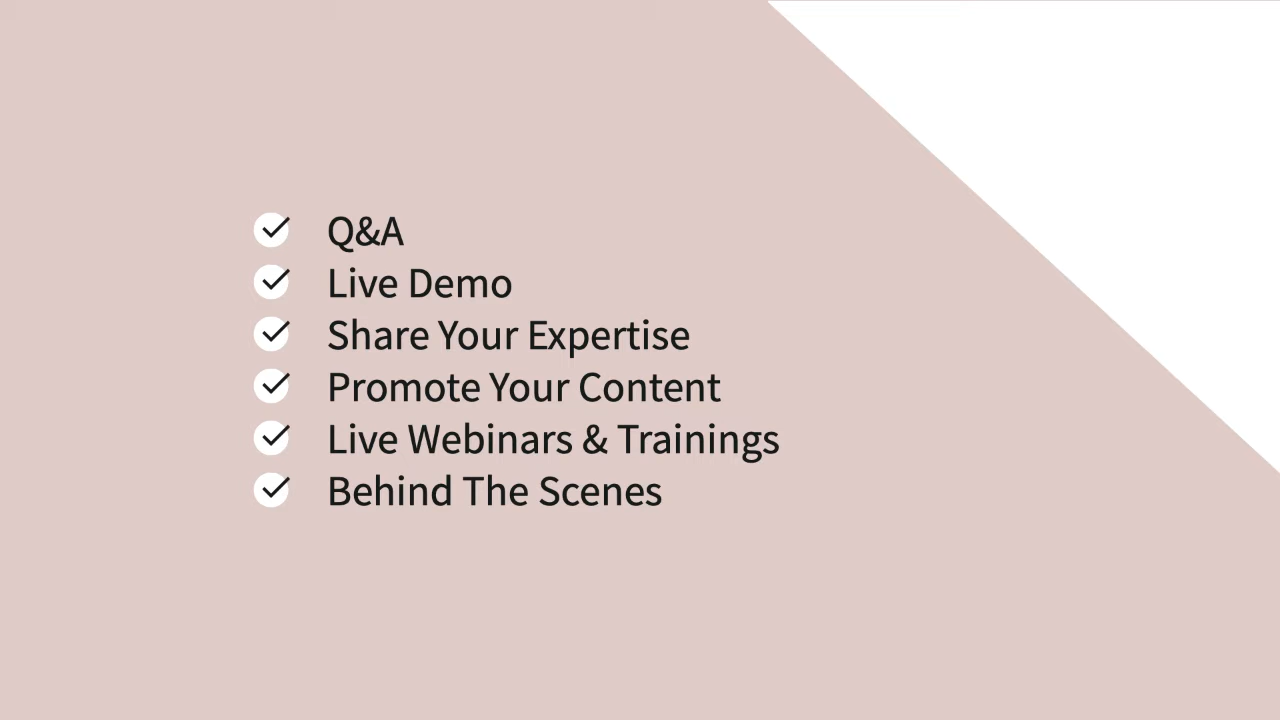 Q&A
Live Demo
Share Your Expertise
Promote Your Content
Live Webinars & Trainings
Behind The Scenes